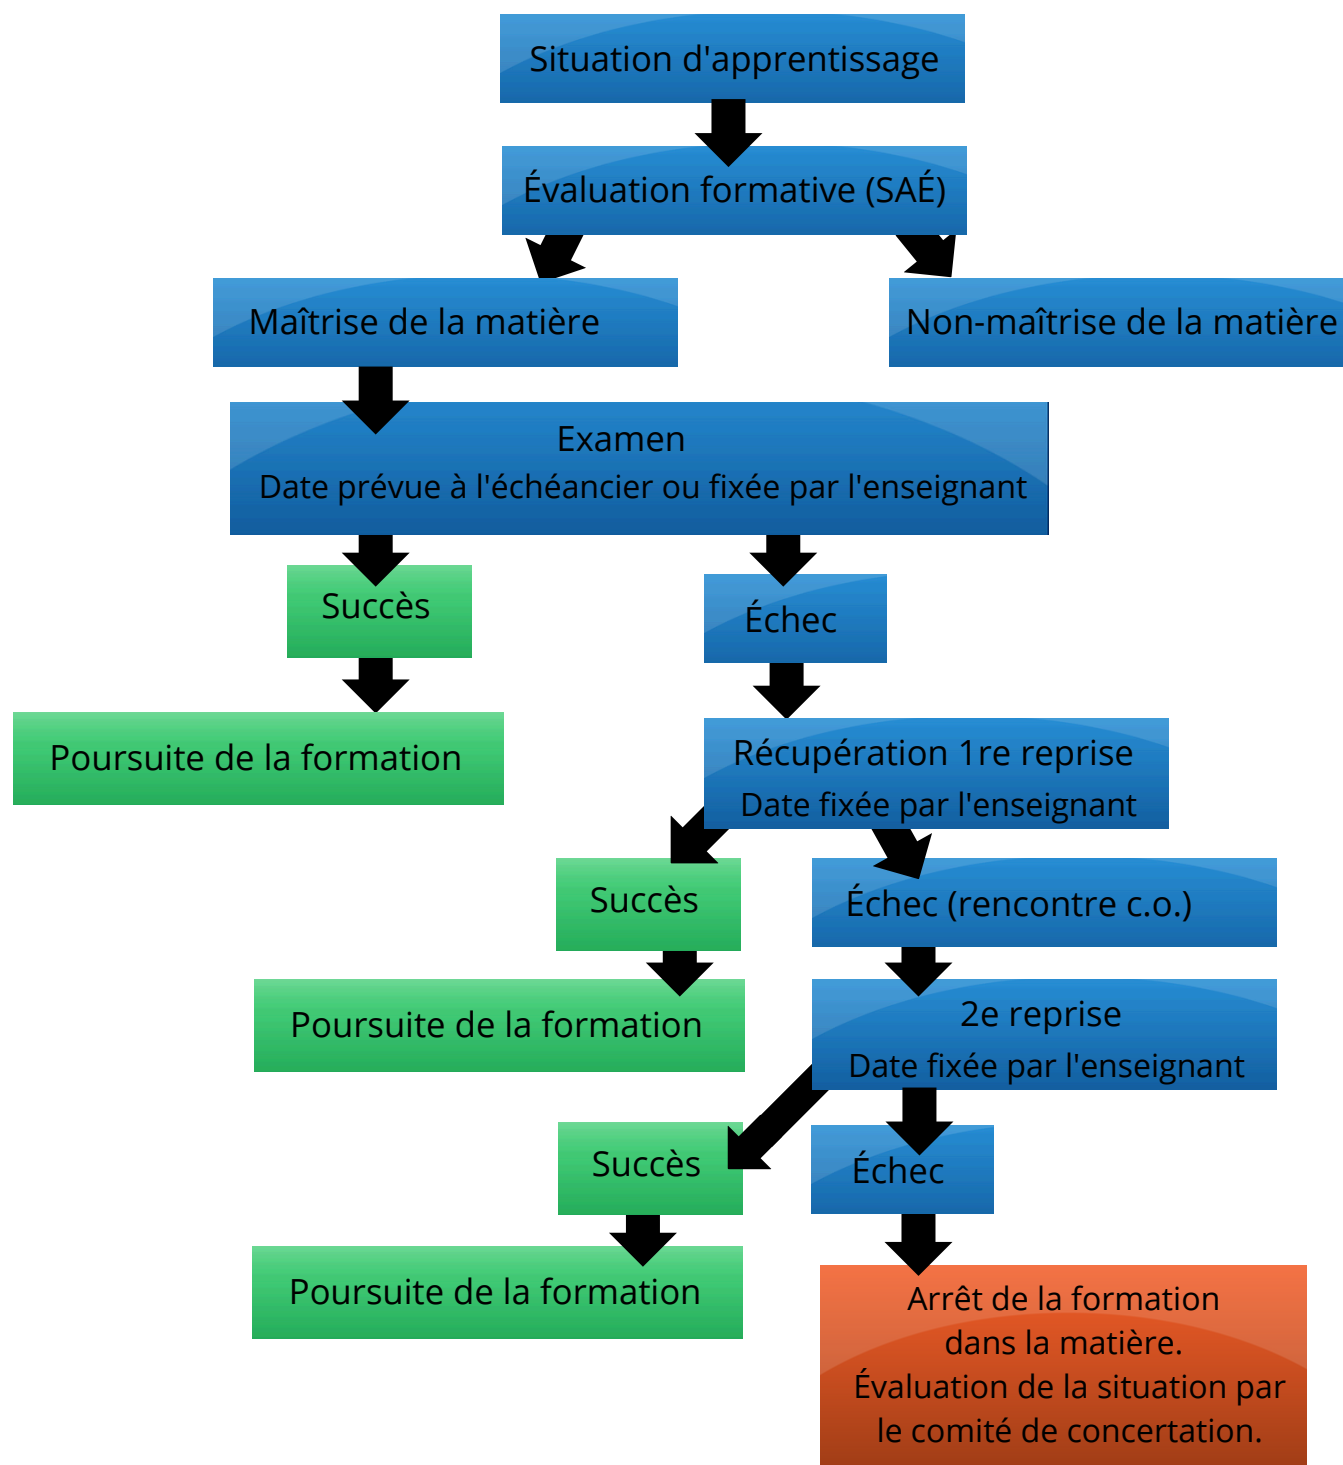 Situation d'apprentissage
Évaluation formative (SAÉ)
Maîtrise de la matière
Non-maîtrise de la matière
Examen
Date prévue à l'échéancier ou fixée par l'enseignant
Succès
Échec
Poursuite de la formation
Récupération 1re reprise
Date fixée par l'enseignant
Succès
Échec (rencontre c.o.)
Poursuite de la formation
2e reprise
Date fixée par l'enseignant
Succès
Échec
Poursuite de la formation
Arrêt de la formation
dans la matière.
Évaluation de la situation par
le comité de concertation.